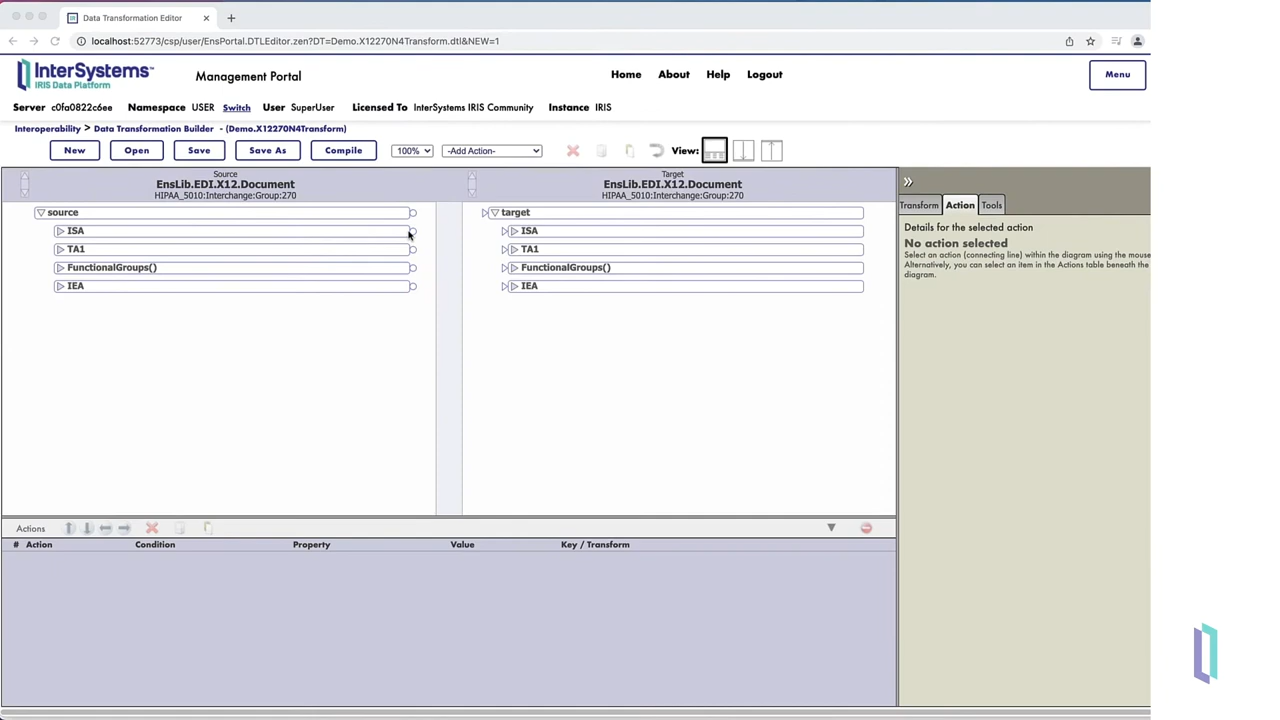 Data Transformation Editor
localhost:52773/csp/user/EnsPortal.DTLEditor.zen?DT=Demo.X12270N4Transform.dtl&NEW=1
InterSystems™
IRIS Data Platform
Management Portal
Home About Help Logout
Menu
Server c0fa0822c6ee Namespace USER Switch User SuperUser Licensed To InterSystems IRIS Community Instance IRIS
Interoperability > Data Transformation Builder - (Demo.X12270N4Transform)
New Open Save Save As Compile 100% -Add Action- View:
Source
EnsLib.EDI.X12.Document
HIPAA_5010:Interchange:Group:270
Target
EnsLib.EDI.X12.Document
HIPAA_5010:Interchange:Group:270
source
ISA
TA1
FunctionalGroups()
IEA
target
ISA
TA1
FunctionalGroups()
IEA
Transform Action Tools
Details for the selected action
No action selected
Select an action (connecting line) within the diagram using the mouse
Alternatively, you can select an item in the Actions table beneath the
diagram.
Actions
# Action Condition Property Value Key / Transform